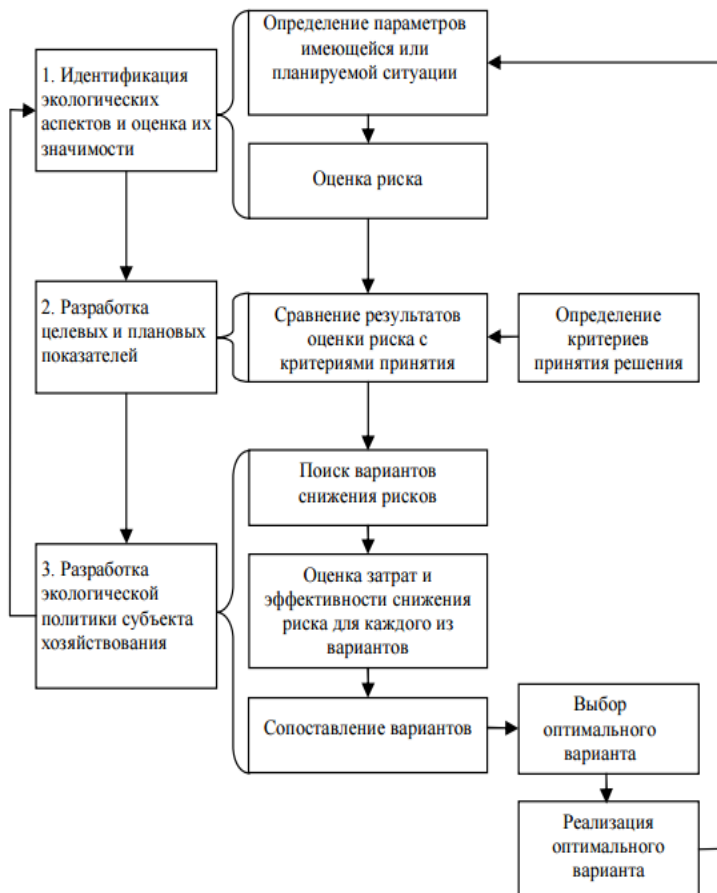 Определение параметров
имеющейся или
планируемой ситуации
1. Идентификация
экологических
аспектов и оценка их
значимости
Оценка риска
2. Разработка
целевых и плановых
показателей
Сравнение результатов
оценки риска с
критериями принятия
Определение
критериев
принятия решения
Поиск вариантов
снижения рисков
3. Разработка
экологической
политики субъекта
хозяйствования
Оценка затрат и
эффективности снижения
риска для каждого из
вариантов
Сопоставление вариантов
Выбор
оптимального
варианта
Реализация
оптимального
варианта